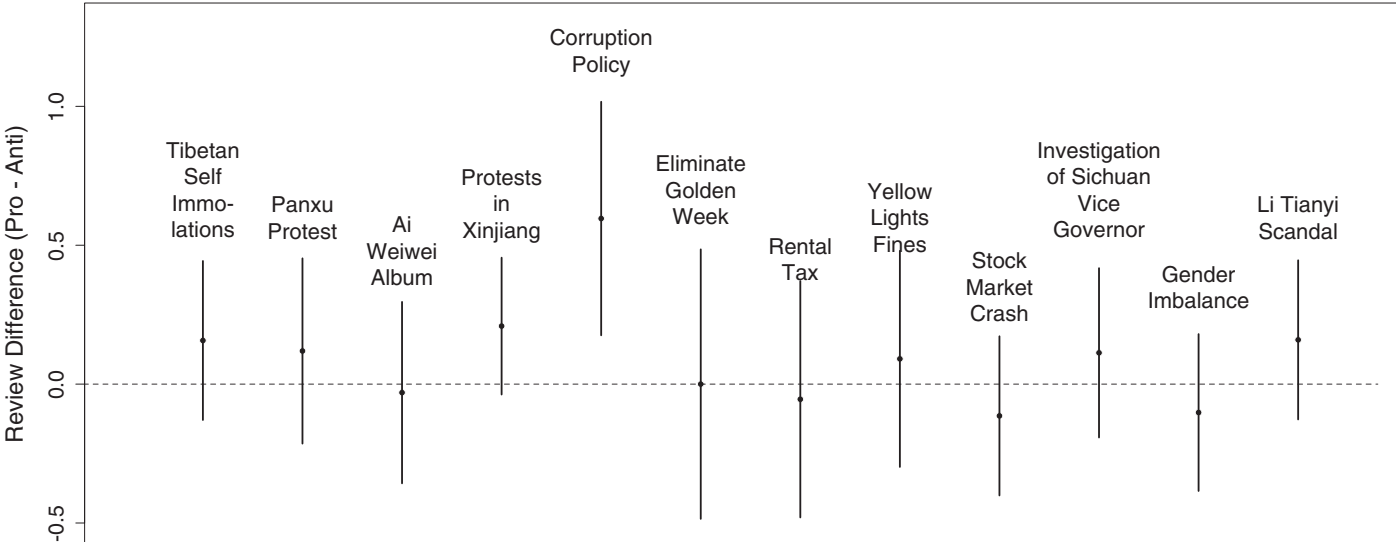 Review Difference (Pro - Anti)
1.0
0.5
0.0
-0.5
Tibetan
Self
Immo-
lations
Panxu
Protest
Ai
Weiwei
Album
Protests
in
Xinjiang
Corruption
Policy
Eliminate
Golden
Week
Rental
Tax
Yellow
Lights
Fines
Stock
Market
Crash
Investigation
of Sichuan
Vice
Governor
Gender
Imbalance
Li Tianyi
Scandal